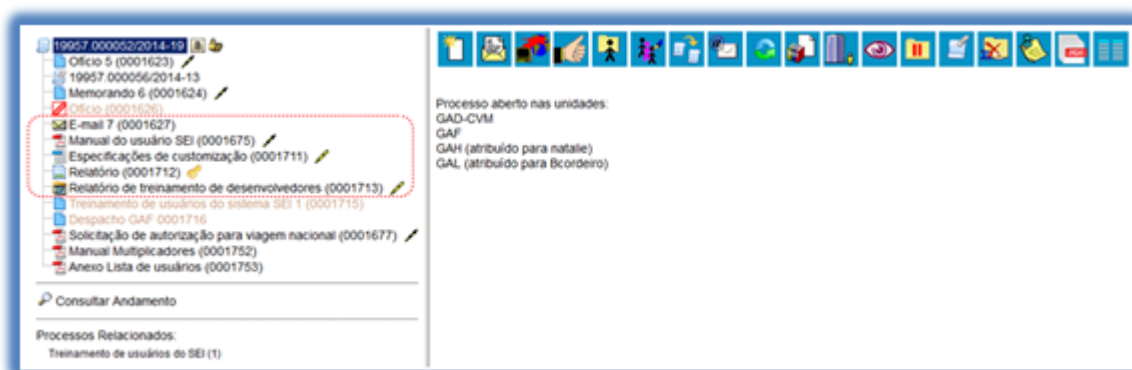 19957.000052/2014-19
Ofício 5 (0001623)
19957.000056/2014-13
Memorando 6 (0001624)
Ofício (0001626)
E-mail 7 (0001627)
Manual do usuário SEI (0001675)
Especificações de customização (0001711)
Relatório (0001712)
Relatório de treinamento de desenvolvedores (0001713)
Treinamento de usuários do sistema SEI 1 (0001715)
Despacho GAF 0001716
Solicitação de autorização para viagem nacional (0001677)
Manual Multiplicadores (0001752)
Anexo Lista de usuários (0001753)
Consultar Andamento
Processos Relacionados:
Treinamento de usuários do SEI (1)
Processo aberto nas unidades:
GAD-CVM
GAF
GAH (atribuído para natalie)
GAL (atribuído para Bcordeiro)